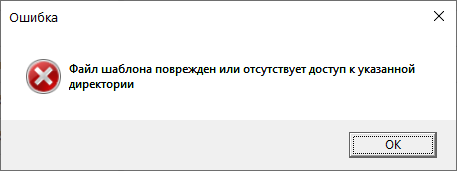 Ошибка
Файл шаблона поврежден или отсутствует доступ к указанной
директории
OK